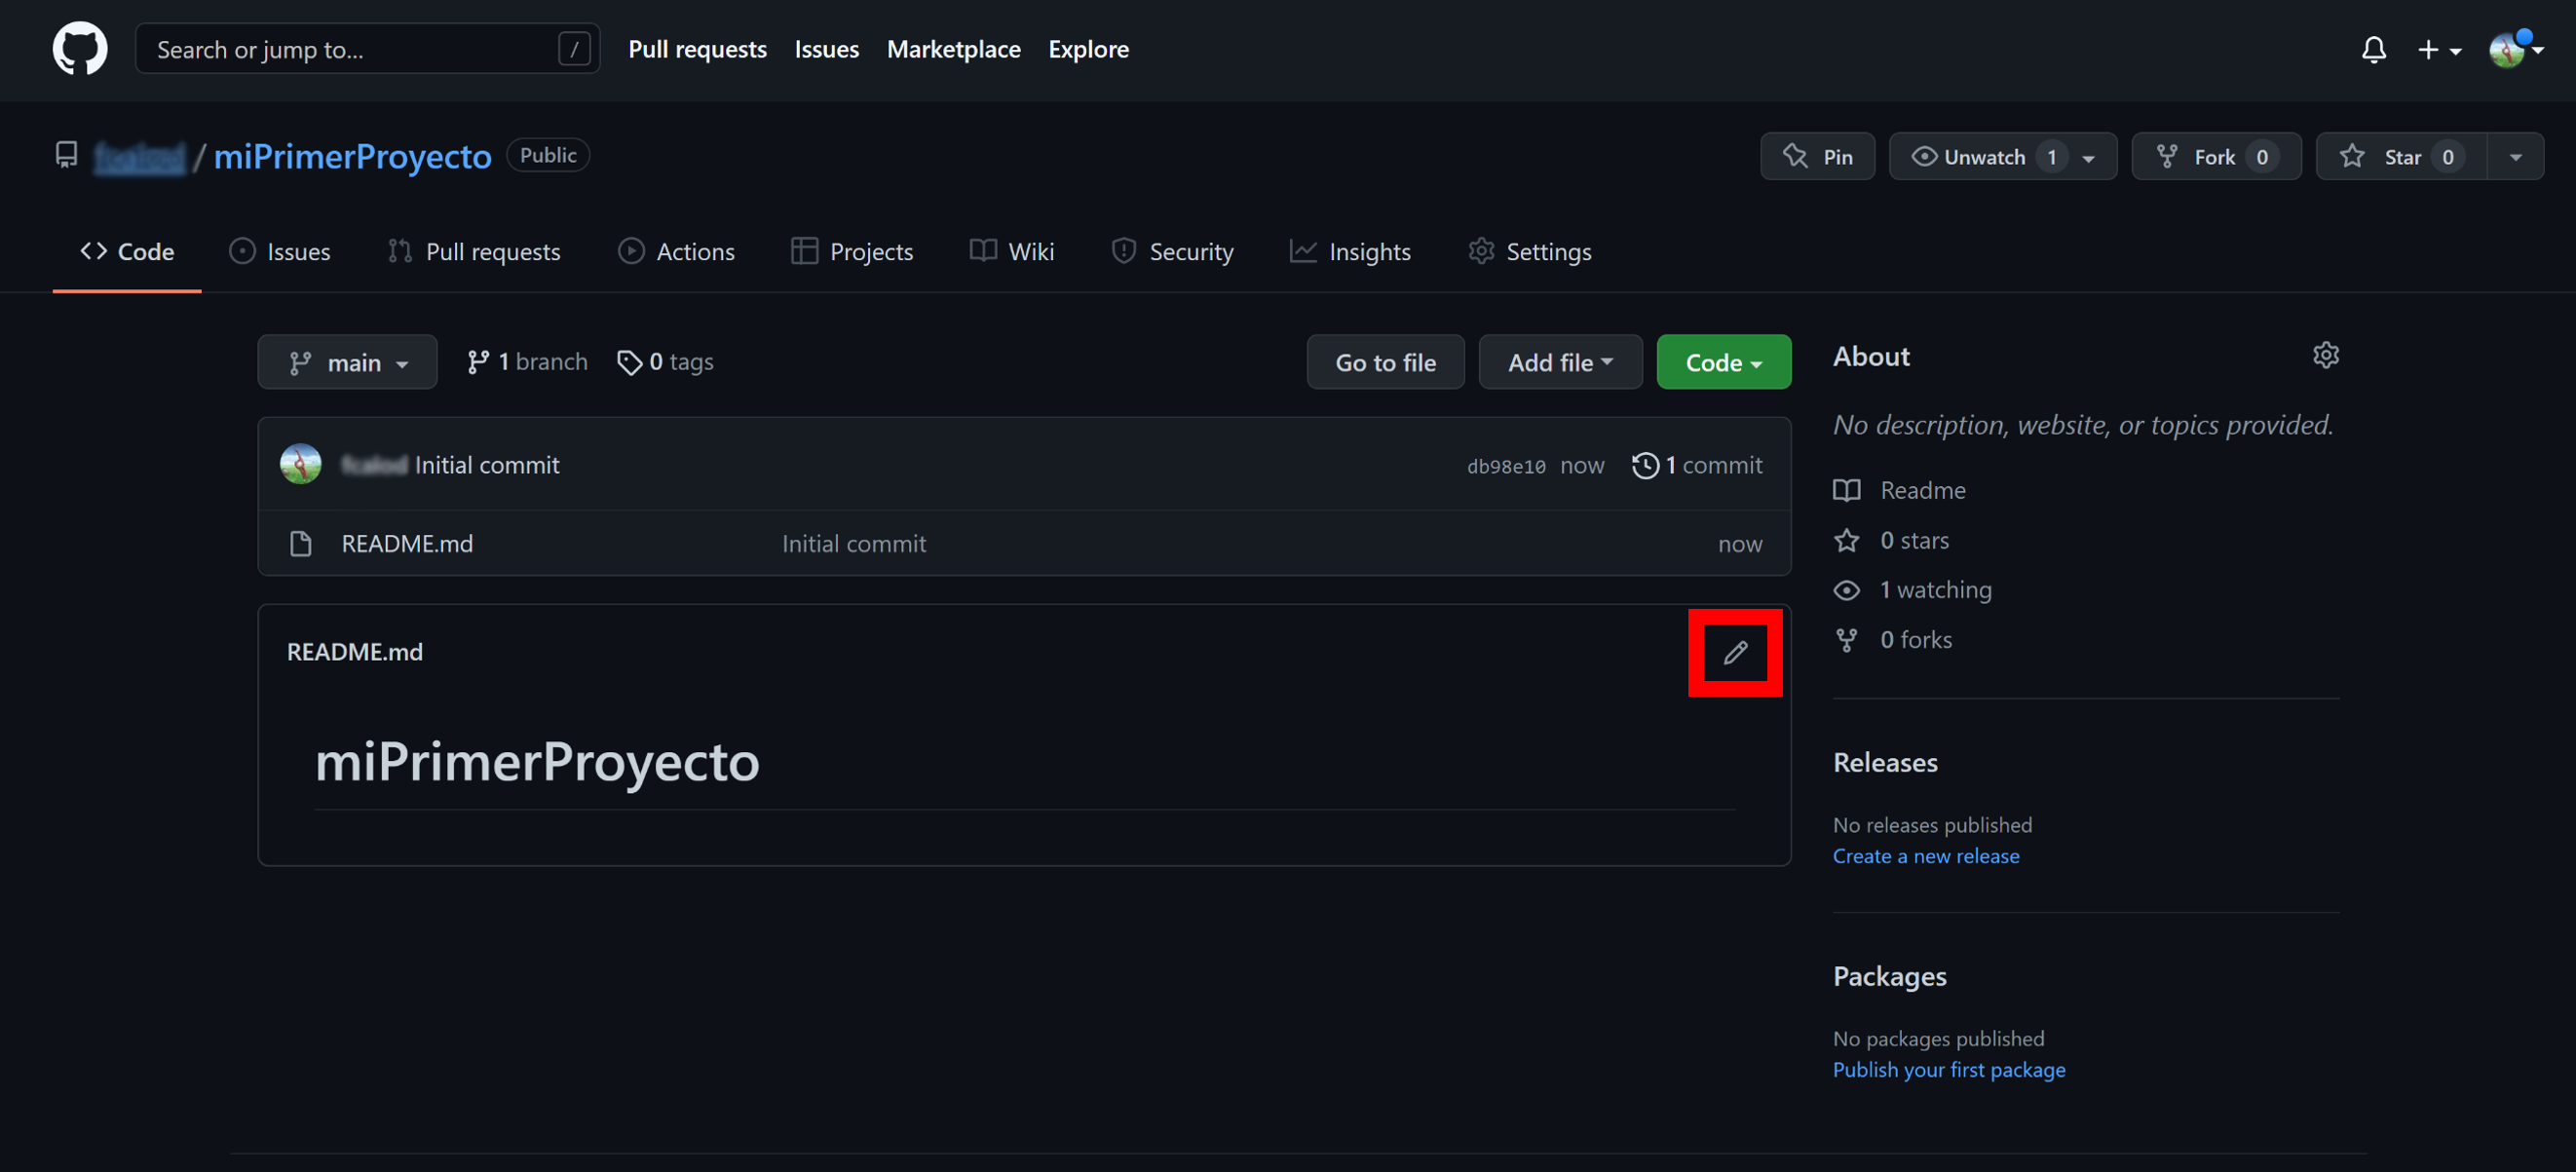 Search or jump to... / Pull requests Issues Marketplace Explore
/ miPrimerProyecto Public Pin Unwatch 1 Fork 0 Star 0
Code Issues Pull requests Actions Projects Wiki Security Insights Settings
main 1 branch 0 tags Go to file Add file Code
Initial commit db98e10 now 1 commit
README.md Initial commit now
README.md
miPrimerProyecto
About
No description, website, or topics provided.
Readme
0 stars
1 watching
0 forks
Releases
No releases published
Create a new release
Packages
No packages published
Publish your first package